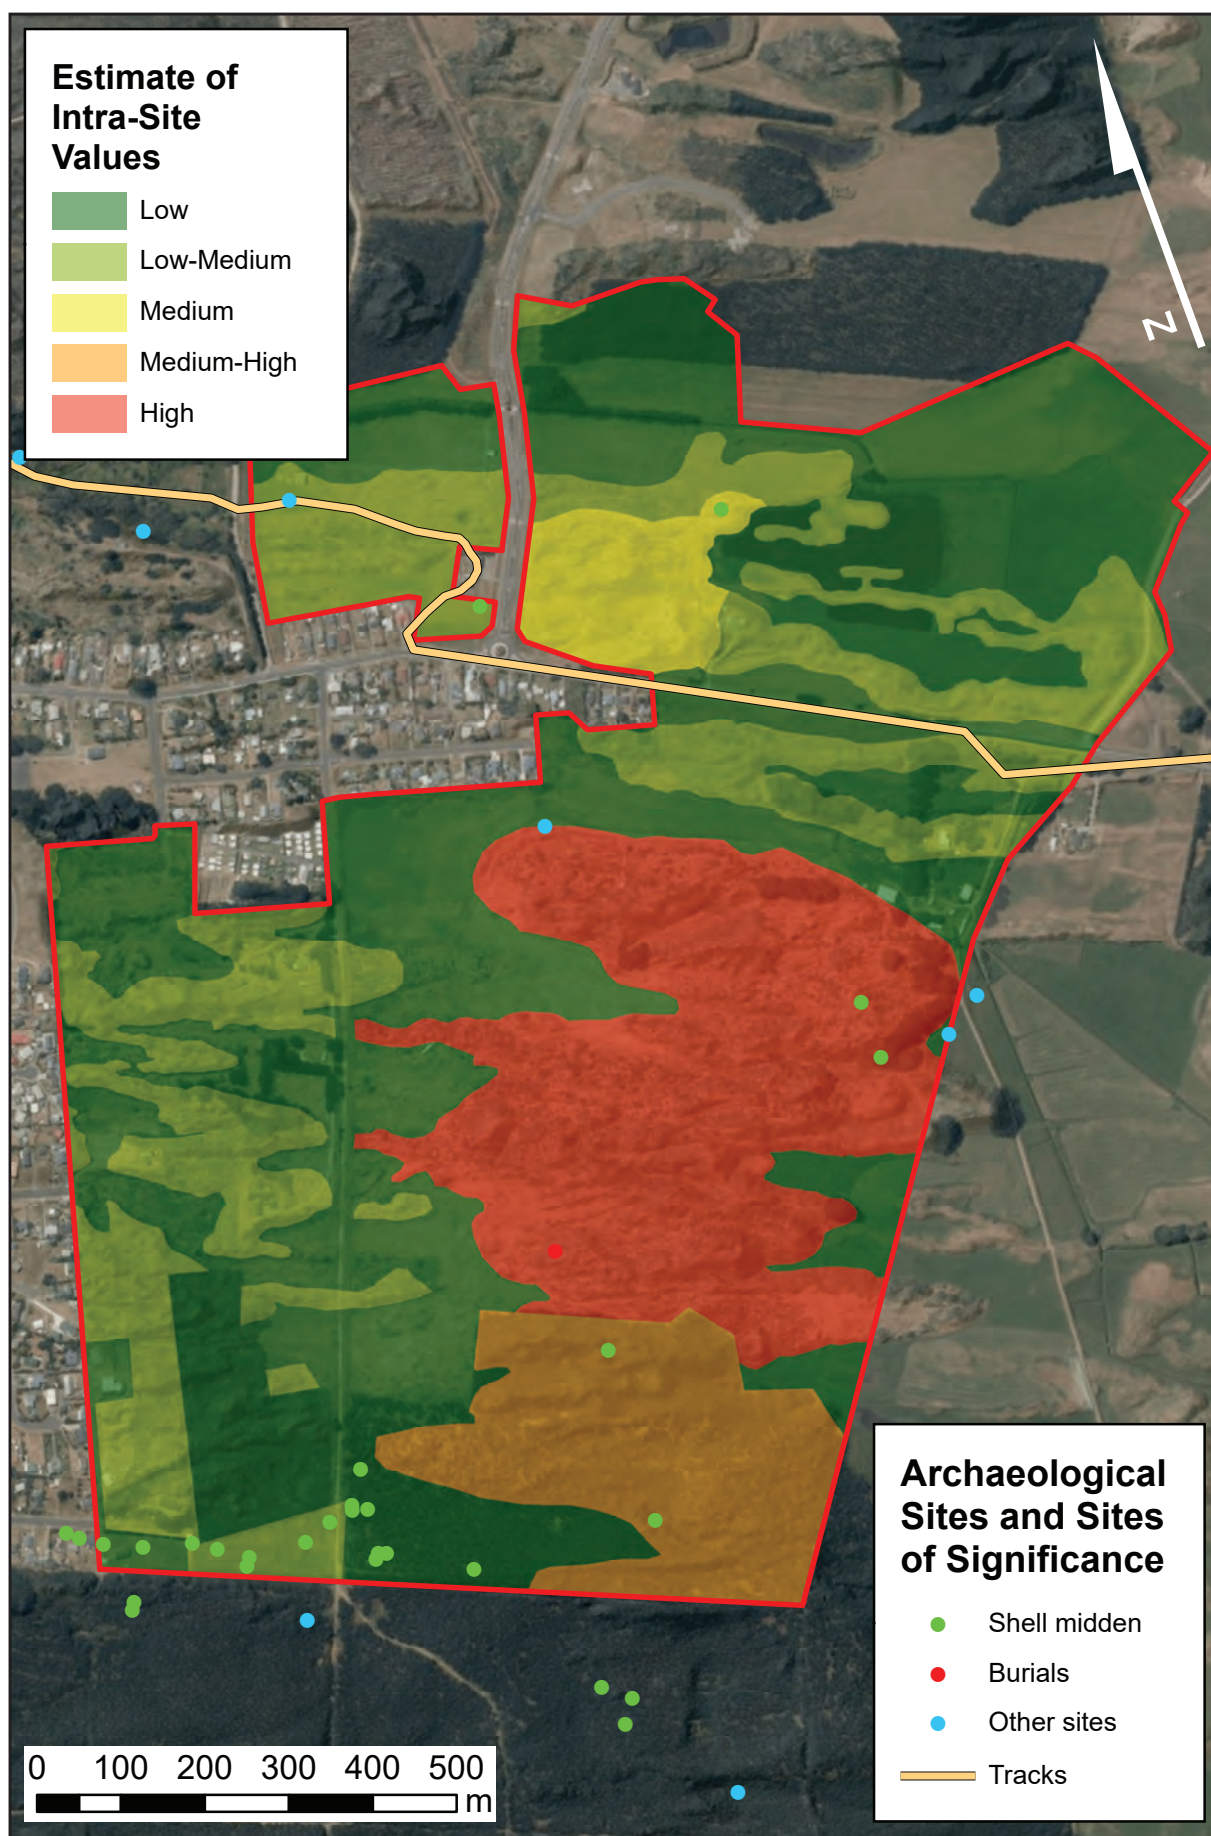 Estimate of
Intra-Site
Values
Low
Low-Medium
Medium
Medium-High
High
N
Archaeological
Sites and Sites
of Significance
Shell midden
Burials
Other sites
Tracks
0 100 200 300 400 500
m